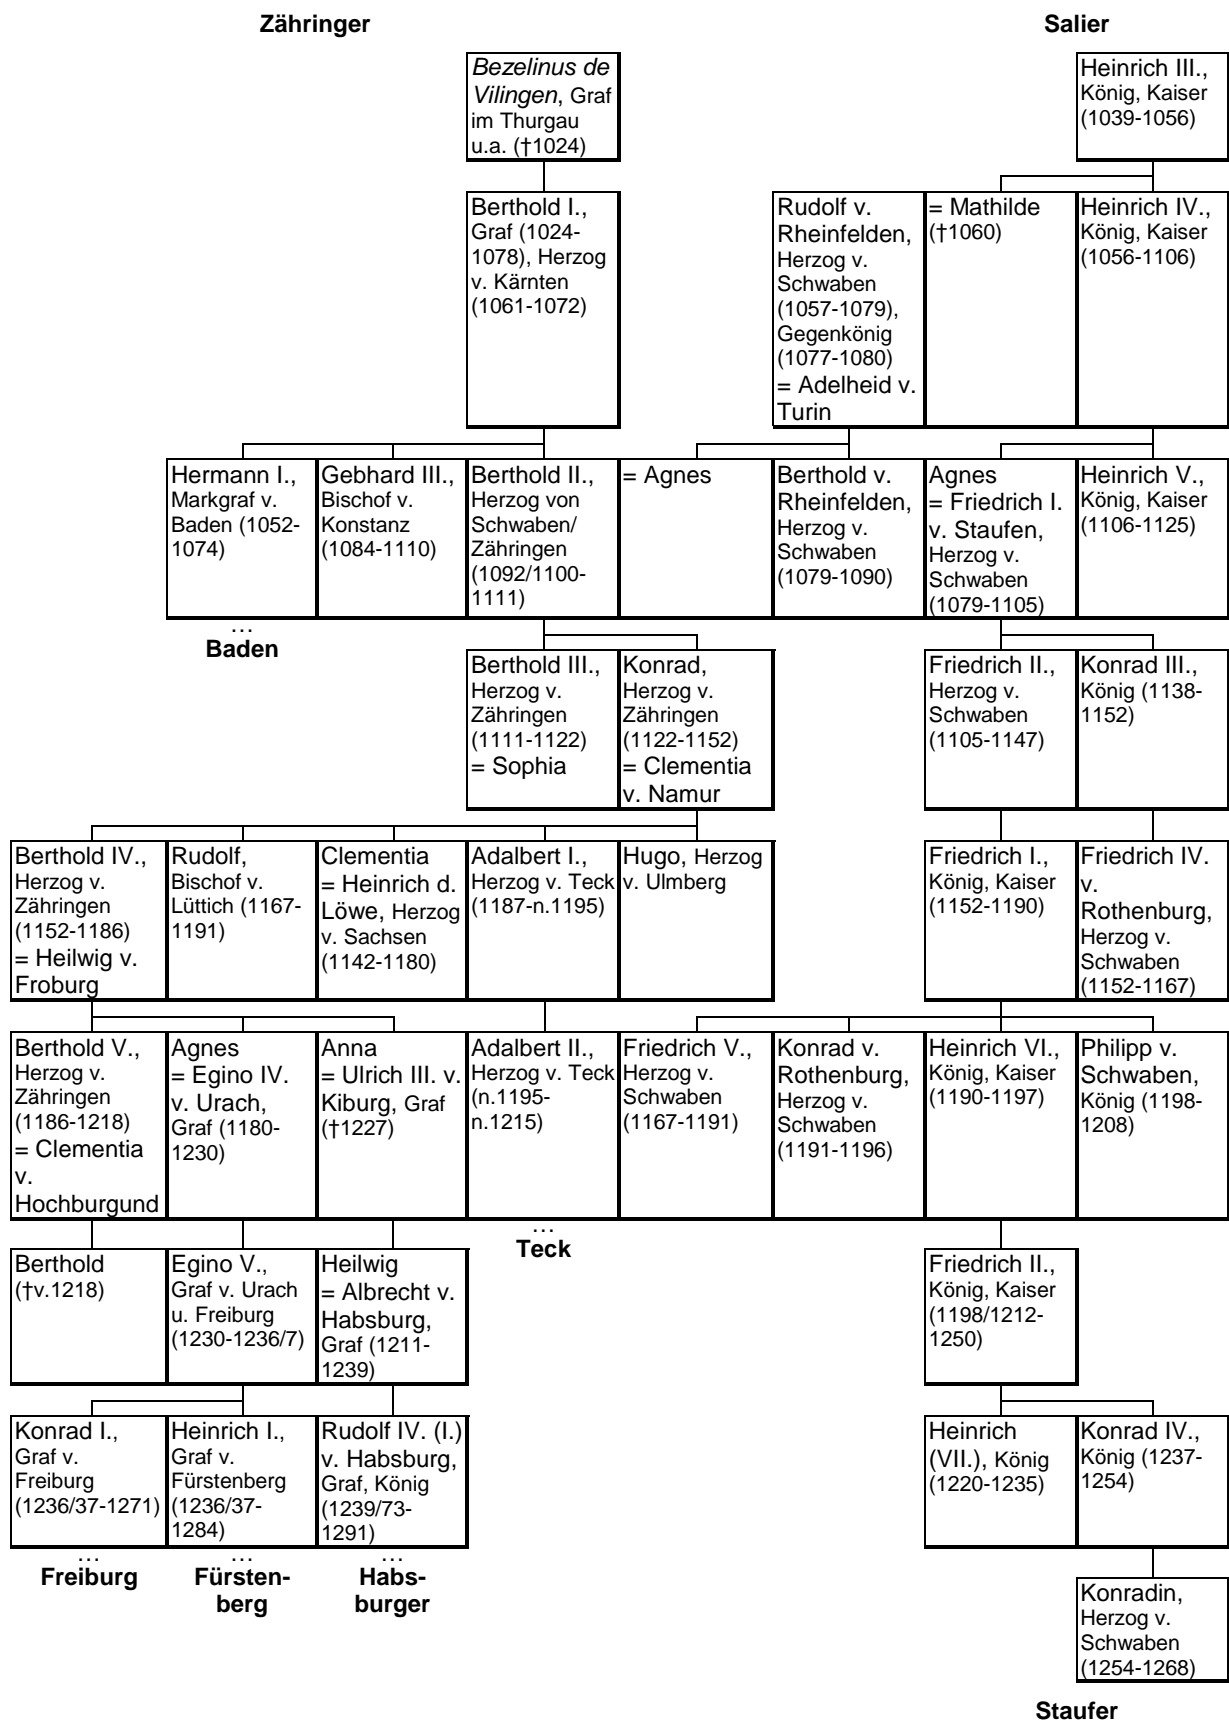 Zähringer
Salier
Bezelinus de
Vilingen, Graf
im Thurgau
u.a. (†1024)
Heinrich III.,
König, Kaiser
(1039-1056)
Berthold I.,
Graf (1024-
1078), Herzog
v. Kärnten
(1061-1072)
Rudolf v.
Rheinfelden,
Herzog v.
Schwaben
(1057-1079),
Gegenkönig
(1077-1080)
= Adelheid v.
Turin
= Mathilde
(†1060)
Heinrich IV.,
König, Kaiser
(1056-1106)
Hermann I.,
Markgraf v.
Baden (1052-
1074)
Gebhard III.,
Bischof v.
Konstanz
(1084-1110)
Berthold II.,
Herzog von
Schwaben/
Zähringen
(1092/1100-
1111)
= Agnes
Berthold v.
Rheinfelden,
Herzog v.
Schwaben
(1079-1090)
Agnes
= Friedrich I.
v. Staufen,
Herzog v.
Schwaben
(1079-1105)
Heinrich V.,
König, Kaiser
(1106-1125)
…
Baden
Berthold III.,
Herzog v.
Zähringen
(1111-1122)
= Sophia
Konrad,
Herzog v.
Zähringen
(1122-1152)
= Clementia
v. Namur
Friedrich II.,
Herzog v.
Schwaben
(1105-1147)
Konrad III.,
König (1138-
1152)
Berthold IV.,
Herzog v.
Zähringen
(1152-1186)
= Heilwig v.
Froburg
Rudolf,
Bischof v.
Lüttich (1167-
1191)
Clementia
= Heinrich d.
Löwe, Herzog
v. Sachsen
(1142-1180)
Adalbert I.,
Herzog v. Teck
(1187-n.1195)
Hugo, Herzog
v. Ulmberg
Friedrich I.,
König, Kaiser
(1152-1190)
Friedrich IV.
v.
Rothenburg,
Herzog v.
Schwaben
(1152-1167)
Berthold V.,
Herzog v.
Zähringen
(1186-1218)
= Clementia
v.
Hochburgund
Agnes
= Egino IV.
v. Urach,
Graf (1180-
1230)
Anna
= Ulrich III. v.
Kiburg, Graf
(†1227)
Adalbert II.,
Herzog v. Teck
(n.1195-
n.1215)
Friedrich V.,
Herzog v.
Schwaben
(1167-1191)
Konrad v.
Rothenburg,
Herzog v.
Schwaben
(1191-1196)
Heinrich VI.,
König, Kaiser
(1190-1197)
Philipp v.
Schwaben,
König (1198-
1208)
…
Teck
Berthold
(†v.1218)
Egino V.,
Graf v. Urach
u. Freiburg
(1230-1236/7)
Heilwig
= Albrecht v.
Habsburg,
Graf (1211-
1239)
Friedrich II.,
König, Kaiser
(1198/1212-
1250)
Konrad I.,
Graf v.
Freiburg
(1236/37-1271)
Heinrich I.,
Graf v.
Fürstenberg
(1236/37-
1284)
Rudolf IV. (I.)
v. Habsburg,
Graf, König
(1239/73-
1291)
Heinrich
(VII.), König
(1220-1235)
Konrad IV.,
König (1237-
1254)
…
Freiburg
…
Fürsten-
berg
…
Habs-
burger
Konradin,
Herzog v.
Schwaben
(1254-1268)
Staufer